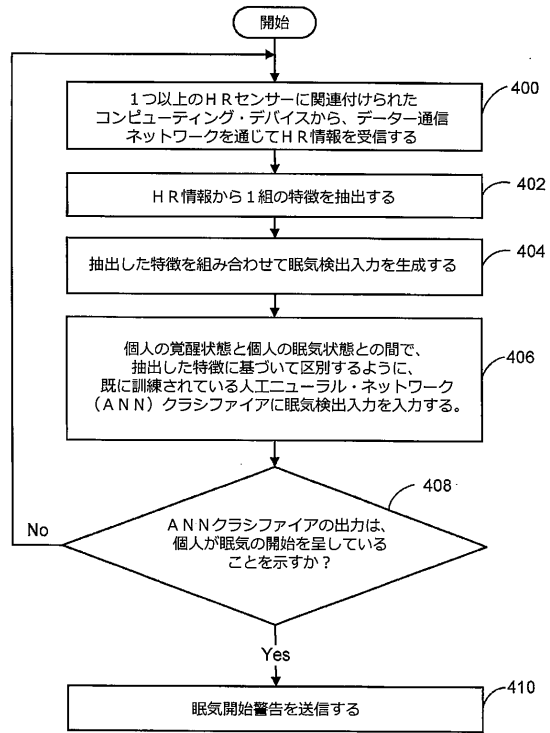 開始
1つ以上のHRセンサーに関連付けられた
コンピューティング・デバイスから、データー通信
ネットワークを通じてHR情報を受信する
400
HR情報から1組の特徴を抽出する
402
抽出した特徴を組み合わせて眠気検出入力を生成する
404
個人の覚醒状態と個人の眠気状態との間で、
抽出した特徴に基づいて区別するように、
既に訓練されている人工ニューラル・ネットワーク
(ANN)クラシファイアに眠気検出入力を入力する。
406
408
No
ANNクラシファイアの出力は、
個人が眠気の開始を呈している
ことを示すか?
Yes
410
眠気開始警告を送信する